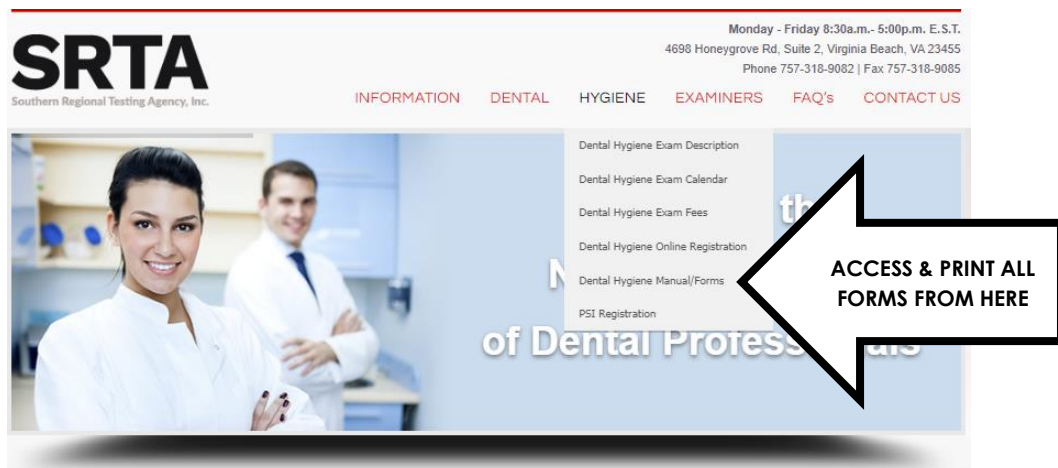 Monday - Friday 8:30a.m.- 5:00p.m. E.S.T.
4698 Honeygrove Rd, Suite 2, Virginia Beach, VA 23455
Phone 757-318-9082 | Fax 757-318-9085
SRTA
Southern Regional Testing Agency, Inc.
INFORMATION DENTAL HYGIENE EXAMINERS FAQ's CONTACT US
Dental Hygiene Exam Description
Dental Hygiene Exam Calendar
Dental Hygiene Exam Fees
Dental Hygiene Online Registration
Dental Hygiene Manual/Forms
PSI Registration
of Dental
ACCESS & PRINT ALL
FORMS FROM HERE